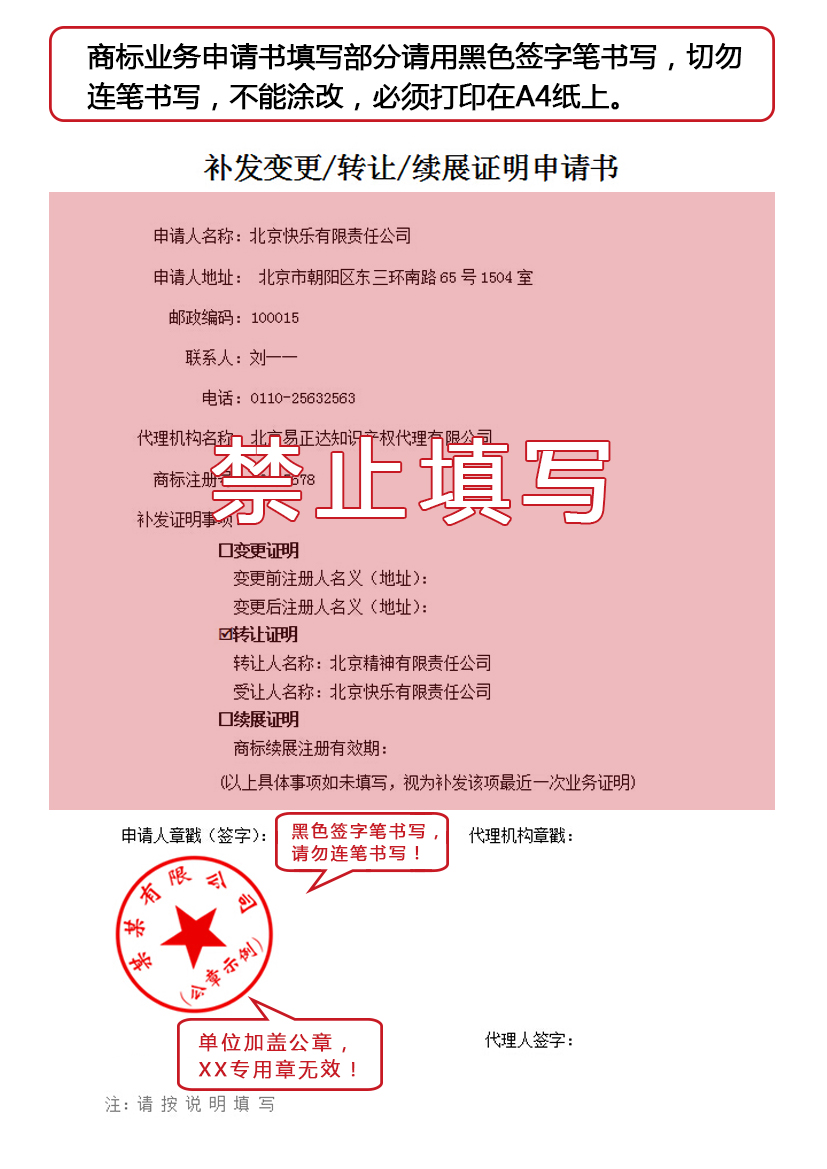 商标业务申请书填写部分请用黑色签字笔书写，切勿
连笔书写，不能涂改，必须打印在A4纸上。
补发变更/转让/续展证明申请书
申请人名称：北京快乐有限责任公司
申请人地址： 北京市朝阳区东三环南路 65 号 1504 室
邮政编码：100015
联系人：刘一一
电话：0110-25632563
代理机构名称：北京易正达知识产权代理有限公司
商标注册 678
补发证明事项
禁止填写
☐变更证明
变更前注册人名义（地址）：
变更后注册人名义（地址）：
☑转让证明
转让人名称：北京精神有限责任公司
受让人名称：北京快乐有限责任公司
☐续展证明
商标续展注册有效期：
(以上具体事项如未填写，视为补发该项最近一次业务证明)
申请人章戳（签字）：
黑色签字笔书写，
请勿连笔书写！
代理机构章戳：
某某有限公司
（公章示例）
单位加盖公章，
XX专用章无效！
代理人签字：
注：请 按 说 明 填 写